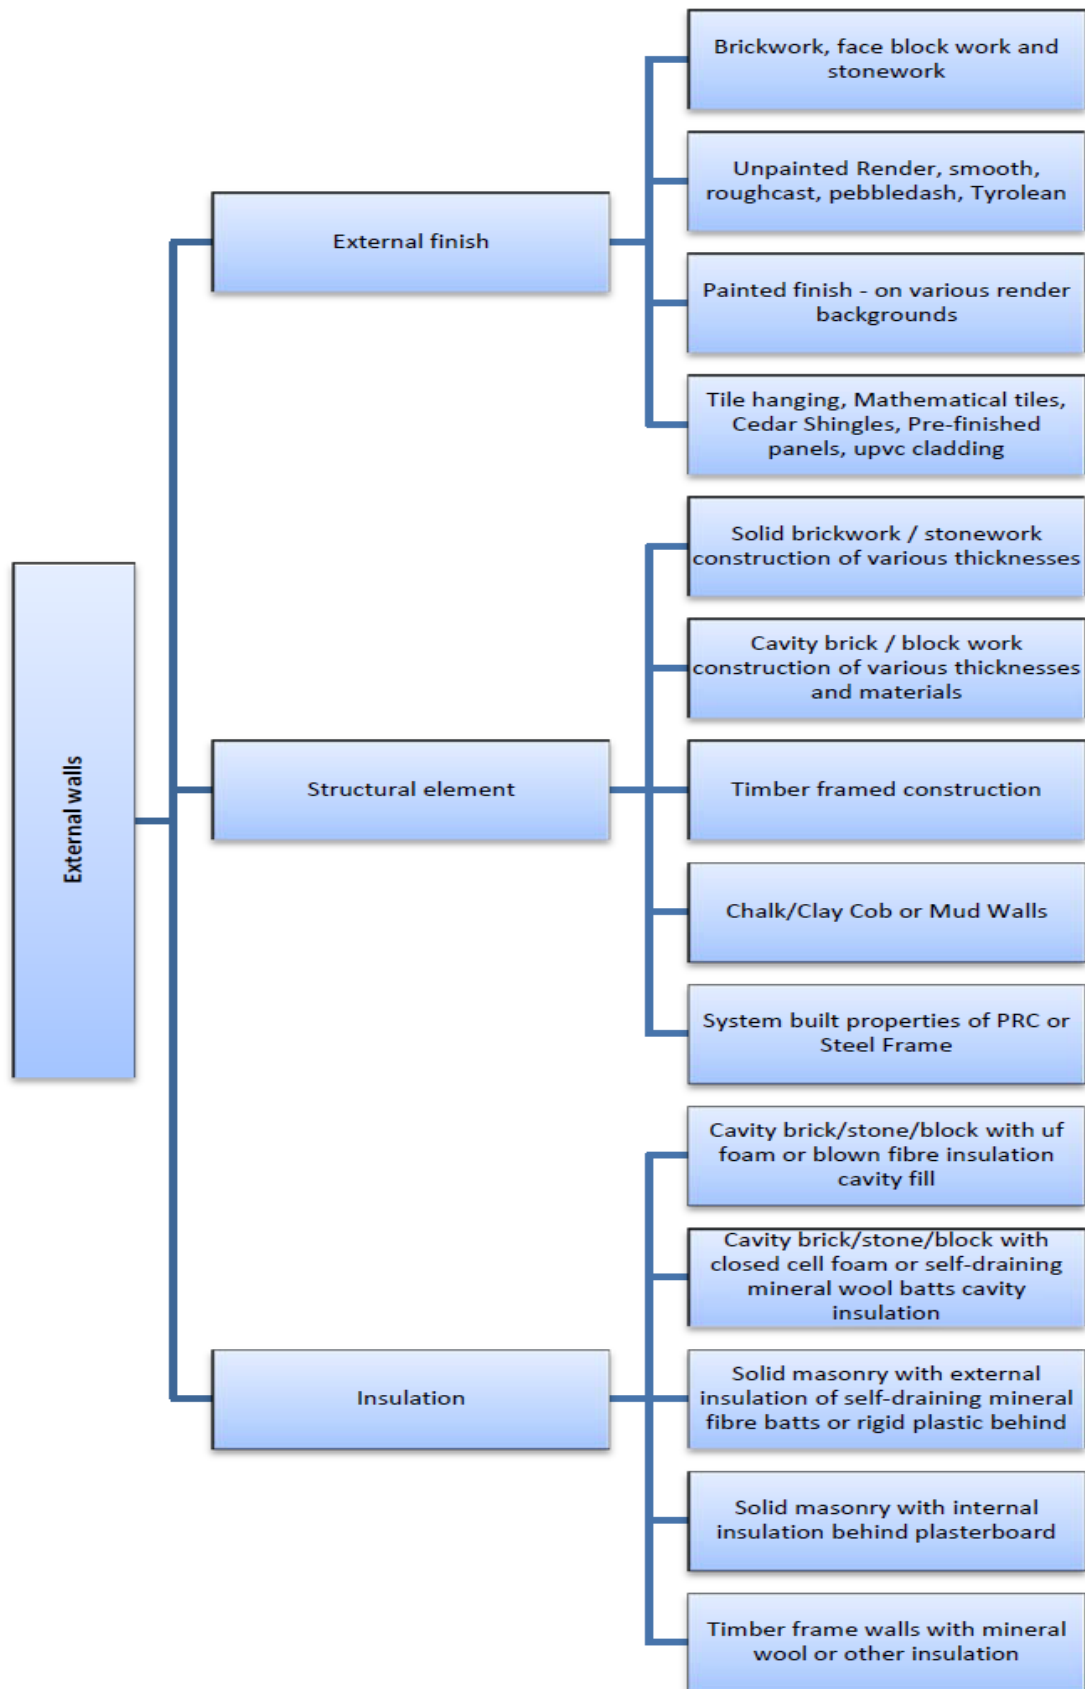 External walls
External finish
Brickwork, face block work and
stonework
Unpainted Render, smooth,
roughcast, pebbledash, Tyrolean
Painted finish - on various render
backgrounds
Tile hanging, Mathematical tiles,
Cedar Shingles, Pre-finished
panels, upvc cladding
Structural element
Solid brickwork / stonework
construction of various thicknesses
Cavity brick / block work
construction of various thicknesses
and materials
Timber framed construction
Chalk/Clay Cob or Mud Walls
System built properties of PRC or
Steel Frame
Insulation
Cavity brick/stone/block with uf
foam or blown fibre insulation
cavity fill
Cavity brick/stone/block with
closed cell foam or self-draining
mineral wool batts cavity
insulation
Solid masonry with external
insulation of self-draining mineral
fibre batts or rigid plastic behind
Solid masonry with internal
insulation behind plasterboard
Timber frame walls with mineral
wool or other insulation